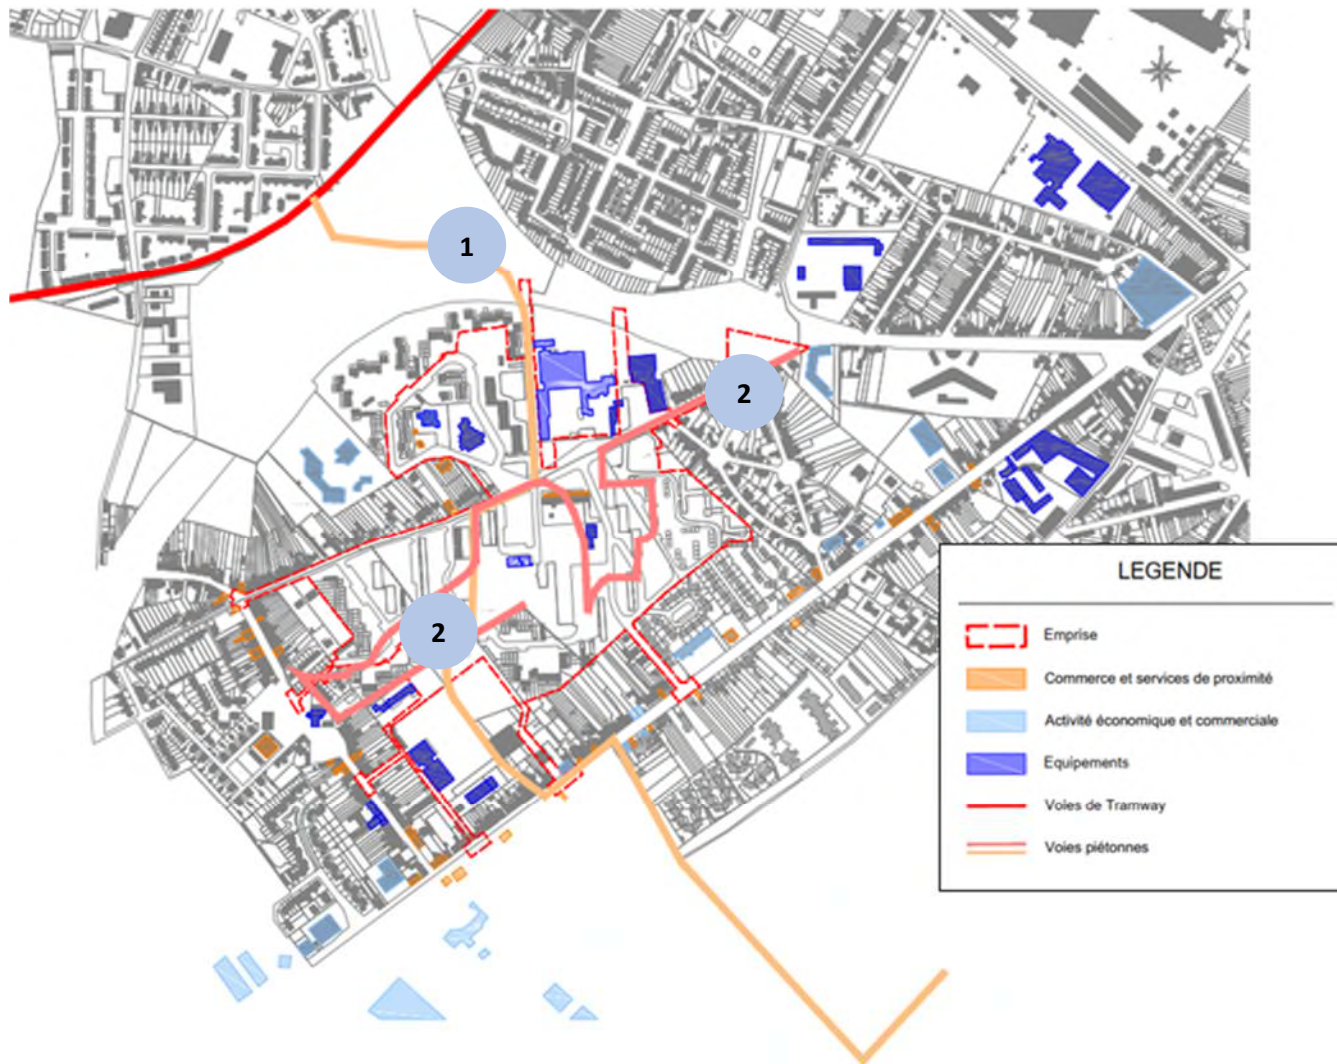 1
2
2
LEGENDE
Emprise
Commerce et services de proximité
Activité économique et commerciale
Equipements
Voies de Tramway
Voies piétonnes